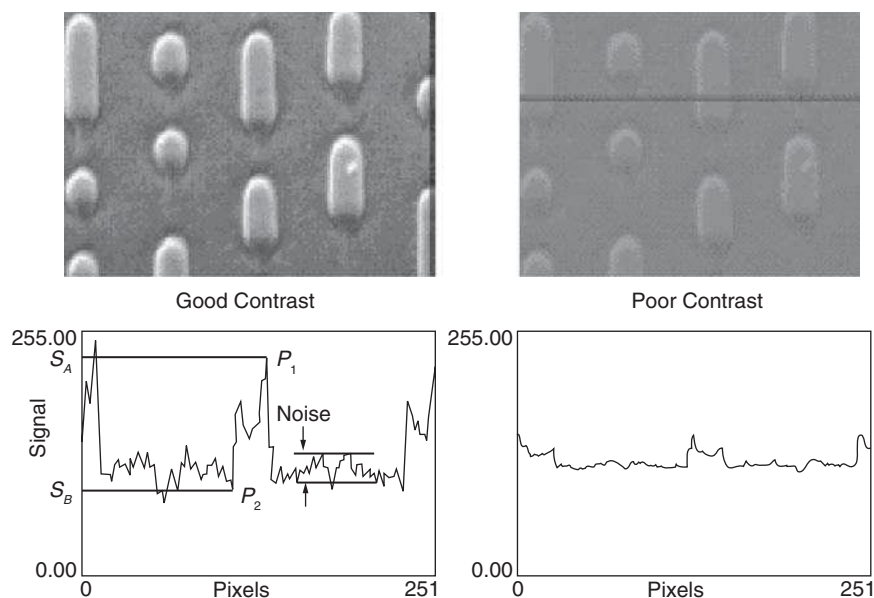 Good Contrast
Poor Contrast
255.00
S_A
P_1
Noise
Signal
S_B
P_2
0.00
0
Pixels
251
255.00
0.00
0
Pixels
251